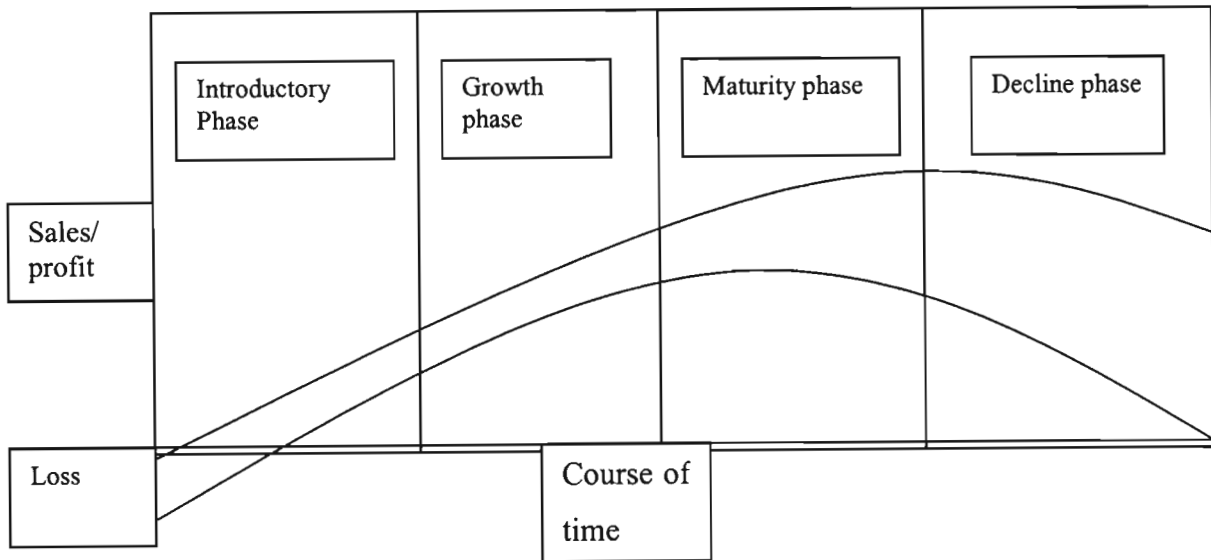 Introductory
Phase
Growth
phase
Maturity phase
Decline phase
Sales/
profit
Loss
Course of
time